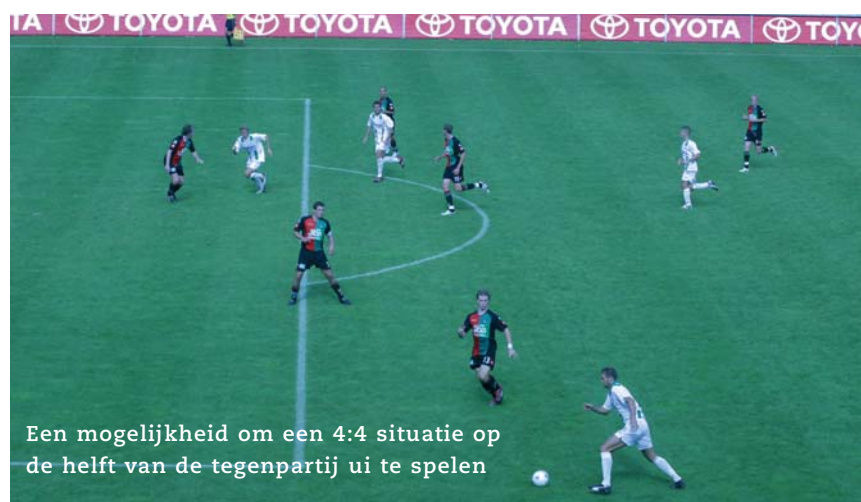 TA TOYOTA TOYOTA TOYOTA TOYOTA TOYO
Een mogelijkheid om een 4:4 situatie op
de helft van de tegenpartij ui te spelen